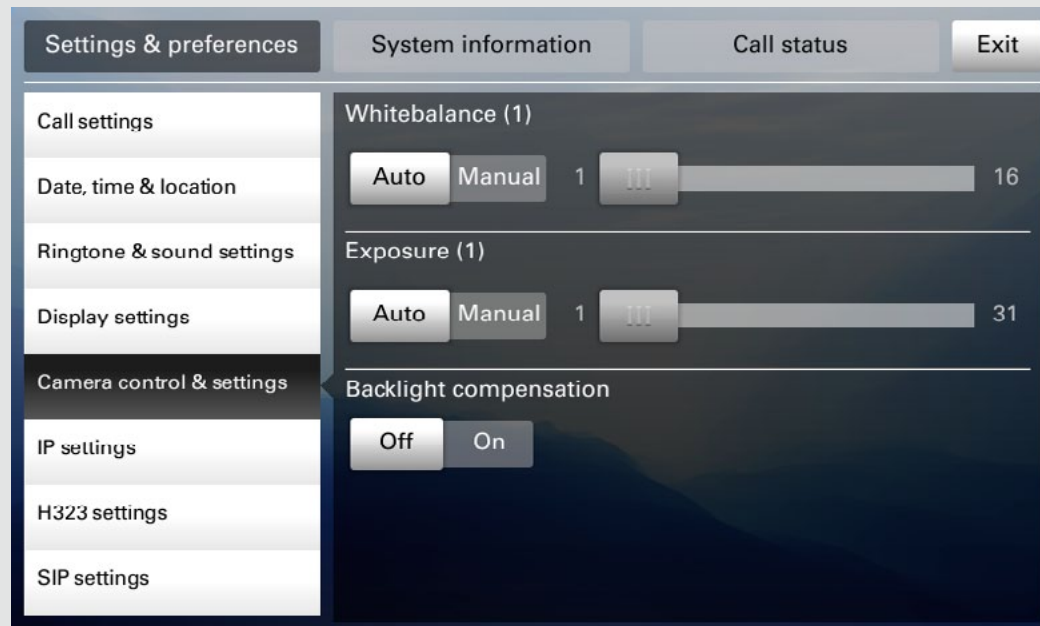 Settings & preferences
System information
Call status
Exit
Call settings
Date, time & location
Ringtone & sound settings
Display settings
Camera control & settings
IP settings
H323 settings
SIP settings
Whitebalance (1)
Auto Manual 1 16
Exposure (1)
Auto Manual 1 31
Backlight compensation
Off On